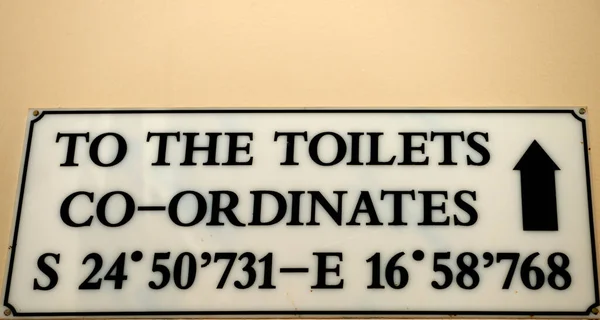 TO THE TOILETS
CO-ORDINATES
S 24°50'731-E 16°58'768